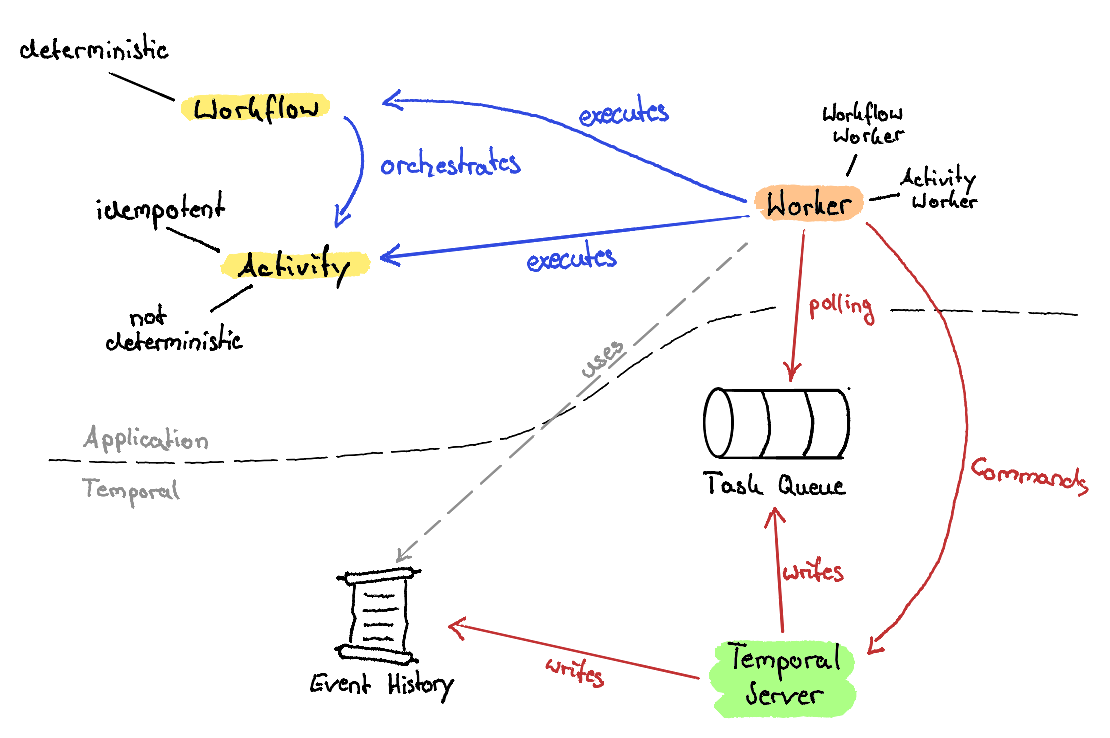 deterministic
Workflow
executes
Workflow
Worker
orchestrates
Activity
Worker
Worker
idempotent
executes
Activity
not
deterministic
polling
uses
Application
Temporal
Task Queue
Commands
writes
Event History
writes
Temporal
Server